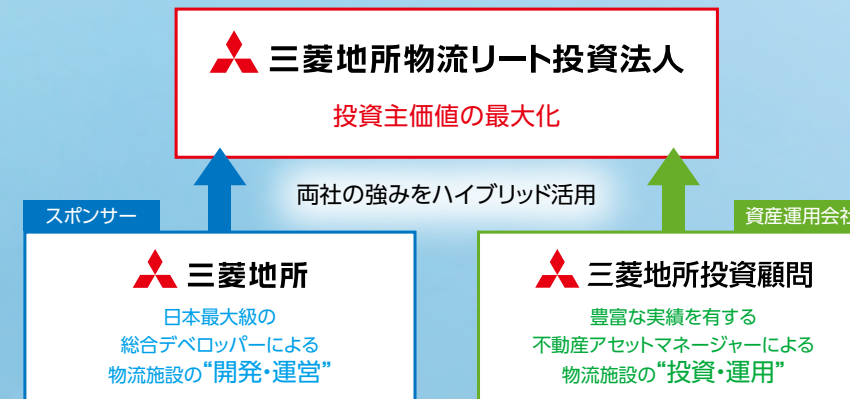 三菱地所物流リート投資法人
投資主価値の最大化
両社の強みをハイブリッド活用
スポンサー
三菱地所
日本最大級の
総合デベロッパーによる
物流施設の“開発・運営”
資産運用会社
三菱地所投資顧問
豊富な実績を有する
不動産アセットマネージャーによる
物流施設の“投資・運用”